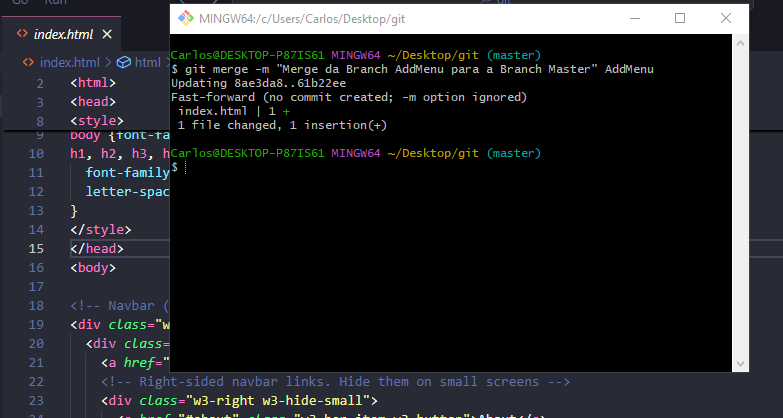 Go Run
git
index.html
MINGW64:/c/Users/Carlos/Desktop/git
index.html > html
Carlos@DESKTOP-P87IS61 MINGW64 ~/Desktop/git (master)
$ git merge -m "Merge da Branch AddMenu para a Branch Master" AddMenu
Updating 8ae3da8..61b22ee
Fast-forward (no commit created; -m option ignored)
index.html | 1 +
1 file changed, 1 insertion(+)
Carlos@DESKTOP-P87IS61 MINGW64 ~/Desktop/git (master)
$
2 <html>
3 <head>
8 <style>
9 body {font-fa
10 h1, h2, h3, h
11 font-family
12 letter-spac
13 }
14 </style>
15 </head>
16 <body>
17
18 <!-- Navbar (
19 <div class="w
20 <div class=
21 <a href="
22 <!-- Right-sided navbar links. Hide them on small screens -->
23 <div class="w3-right w3-hide-small">